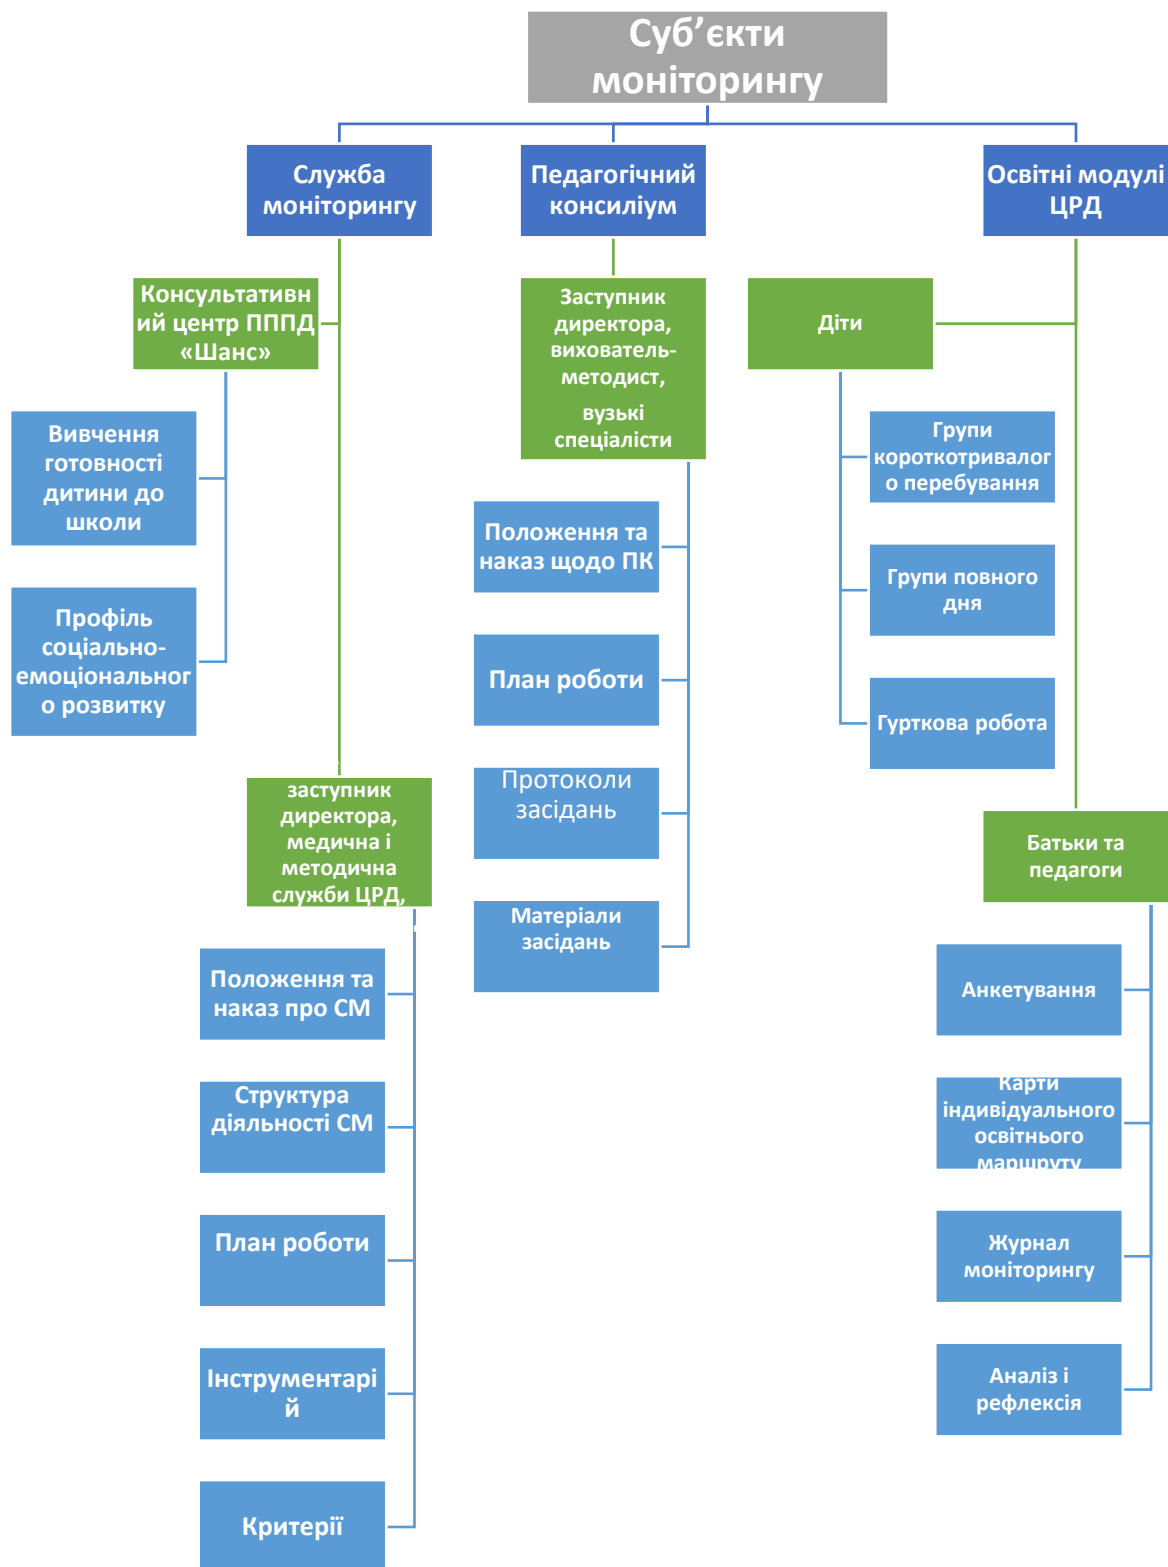 Суб’єкти
моніторингу
Служба
моніторингу
Консультативн
ий центр ПППД
«Шанс»
Вивчення
готовності
дитини до
школи
Профіль
соціально-
емоціональног
о розвитку
заступник
директора,
медична і
методична
служби ЦРД,
Положення та
наказ про СМ
Структура
діяльності СМ
План роботи
Інструментарі
й
Критерії
Педагогічний
консиліум
Заступник
директора,
вихователь-
методист,
вузькі
спеціалісти
Положення та
наказ щодо ПК
План роботи
Протоколи
засідань
Матеріали
засідань
Освітні модулі
ЦРД
Діти
Групи
короткотривалог
о перебування
Групи повного
дня
Гурткова робота
Батьки та
педагоги
Анкетування
Карти
індивідуального
освітнього
маршруту
Журнал
моніторингу
Аналіз і
рефлексія